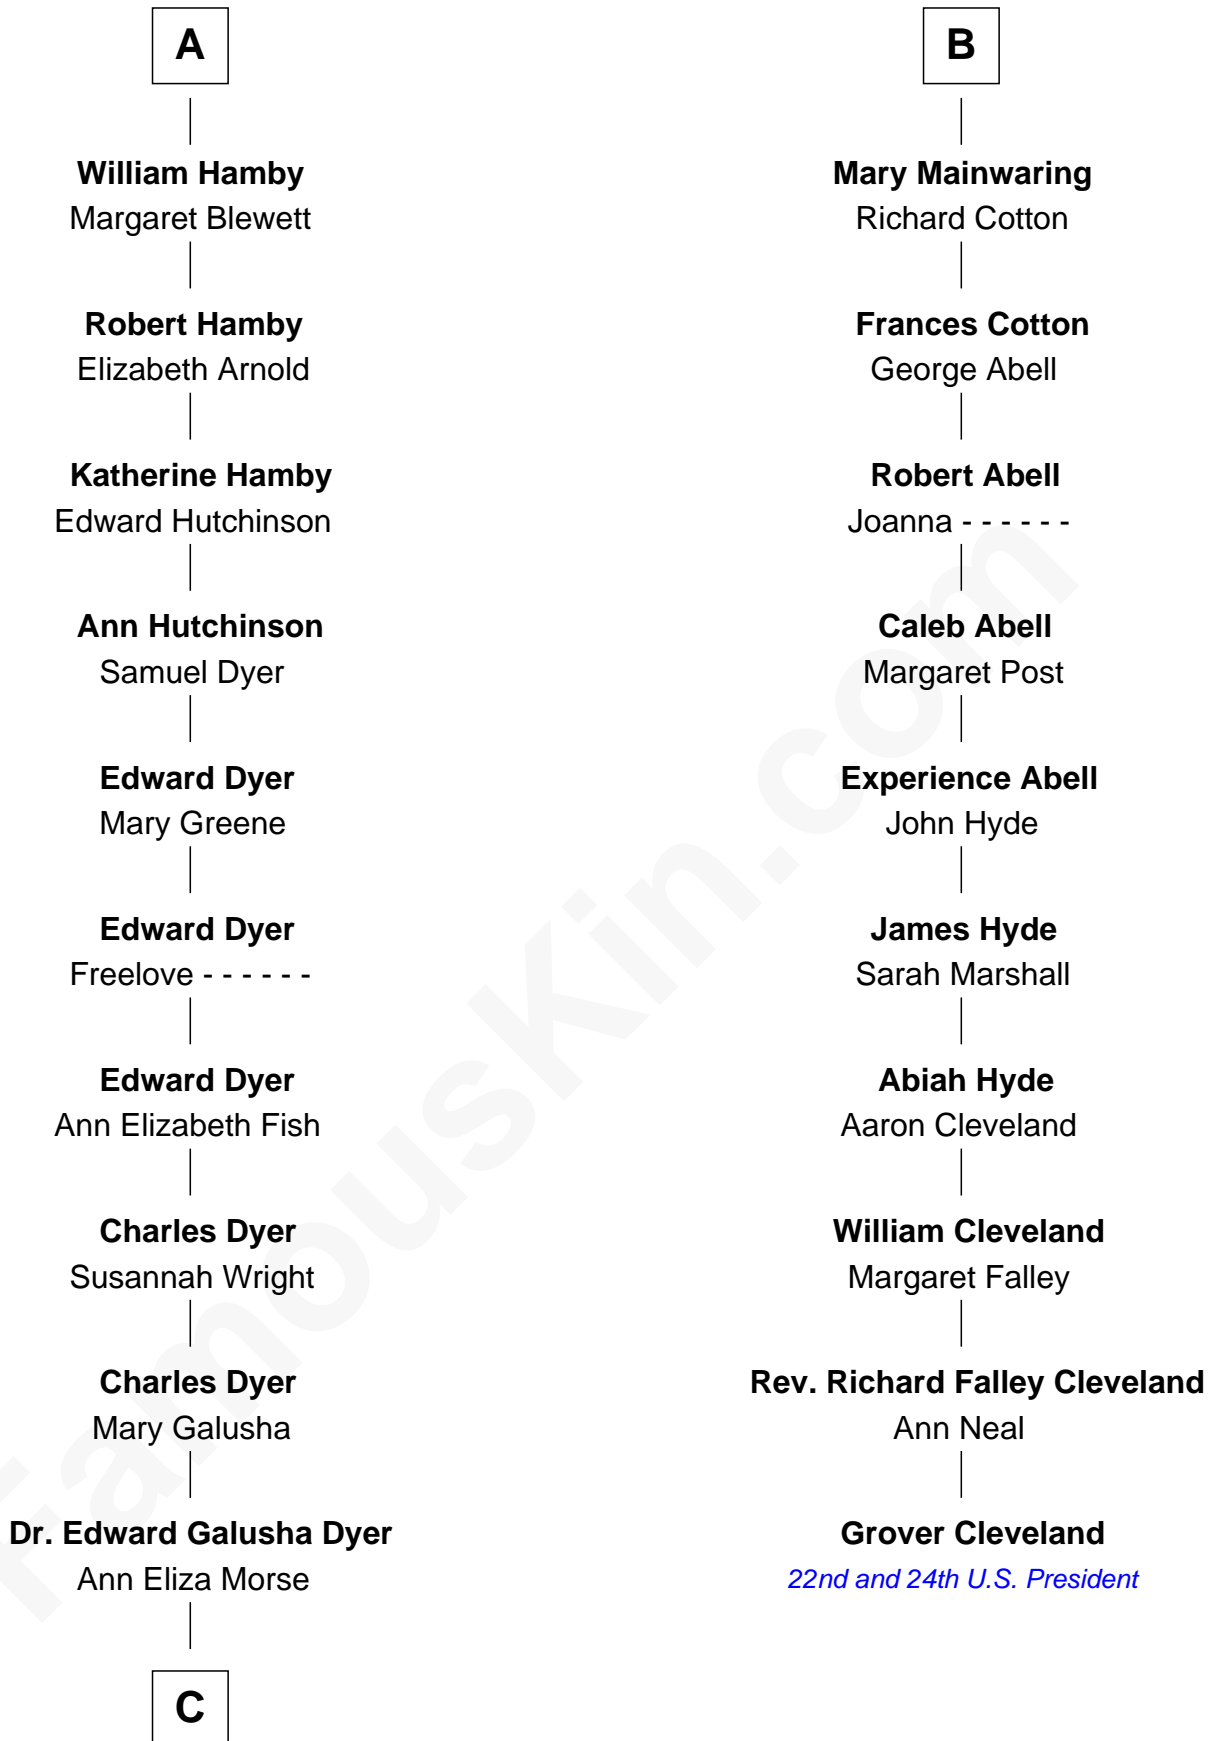 A
William Hamby
Margaret Blewett
Robert Hamby
Elizabeth Arnold
Katherine Hamby
Edward Hutchinson
Ann Hutchinson
Samuel Dyer
Edward Dyer
Mary Greene
Edward Dyer
Freelove - - - - - -
Edward Dyer
Ann Elizabeth Fish
Charles Dyer
Susannah Wright
Charles Dyer
Mary Galusha
Dr. Edward Galusha Dyer
Ann Eliza Morse
C
B
Mary Mainwaring
Richard Cotton
Frances Cotton
George Abell
Robert Abell
Joanna - - - - - -
Caleb Abell
Margaret Post
Experience Abell
John Hyde
James Hyde
Sarah Marshall
Abiah Hyde
Aaron Cleveland
William Cleveland
Margaret Falley
Rev. Richard Falley Cleveland
Ann Neal
Grover Cleveland
22nd and 24th U.S. President
FamousKin.com